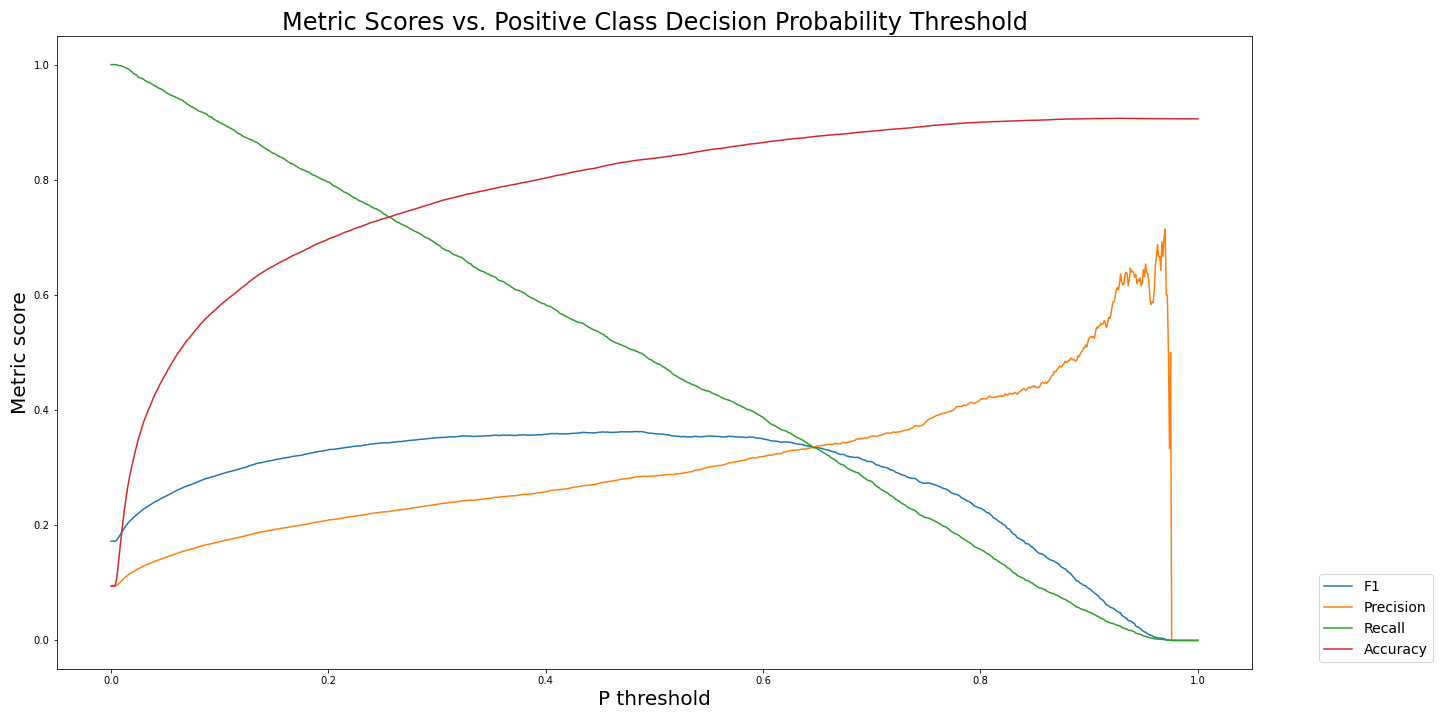 Metric Scores vs. Positive Class Decision Probability Threshold
Metric score
1.0
0.8
0.6
0.4
0.2
0.0
0.0 0.2 0.4 0.6 0.8 1.0
P threshold
F1
Precision
Recall
Accuracy